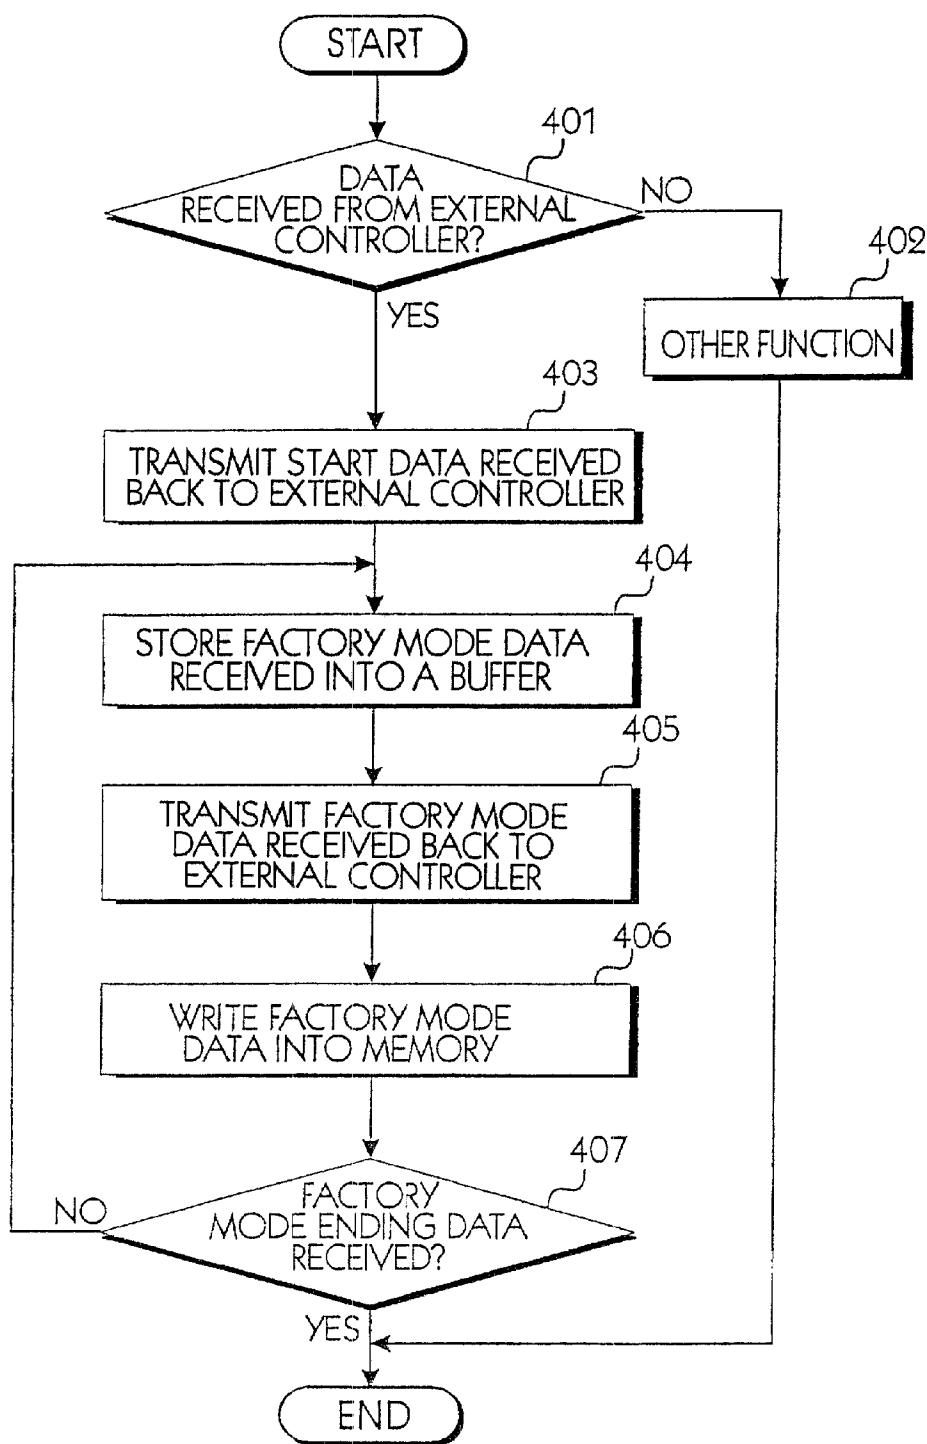 START
401
DATA
RECEIVED FROM EXTERNAL
CONTROLLER?
NO
402
YES
OTHER FUNCTION
403
TRANSMIT START DATA RECEIVED
BACK TO EXTERNAL CONTROLLER
404
STORE FACTORY MODE DATA
RECEIVED INTO A BUFFER
405
TRANSMIT FACTORY MODE
DATA RECEIVED BACK TO
EXTERNAL CONTROLLER
406
WRITE FACTORY MODE
DATA INTO MEMORY
407
FACTORY
MODE ENDING DATA
RECEIVED?
NO
YES
END